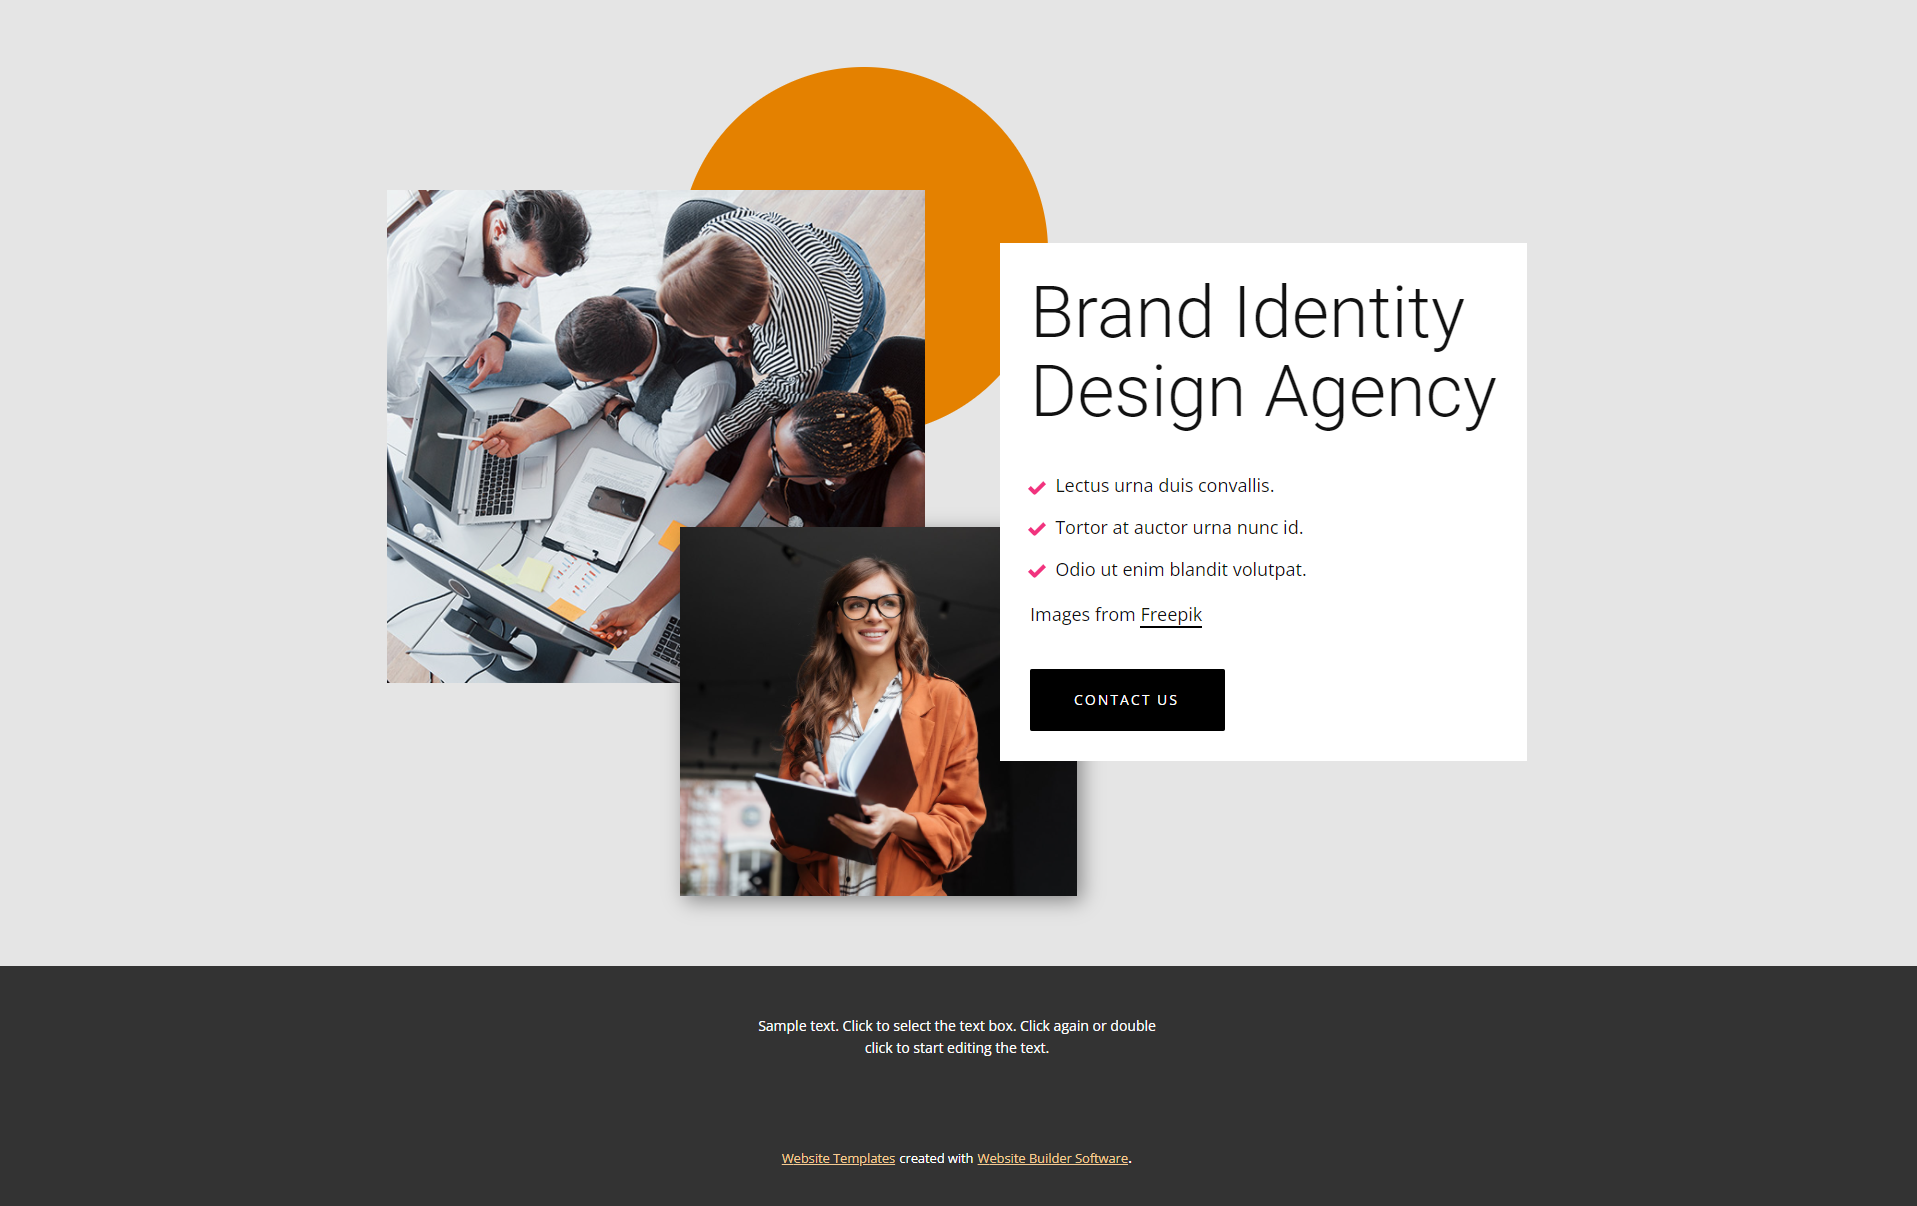 Brand Identity
Design Agency
Lectus urna duis convallis.
Tortor at auctor urna nunc id.
Odio ut enim blandit volutpat.
Images from Freepik
CONTACT US
Sample text. Click to select the text box. Click again or double
click to start editing the text.
Website Templates created with Website Builder Software.